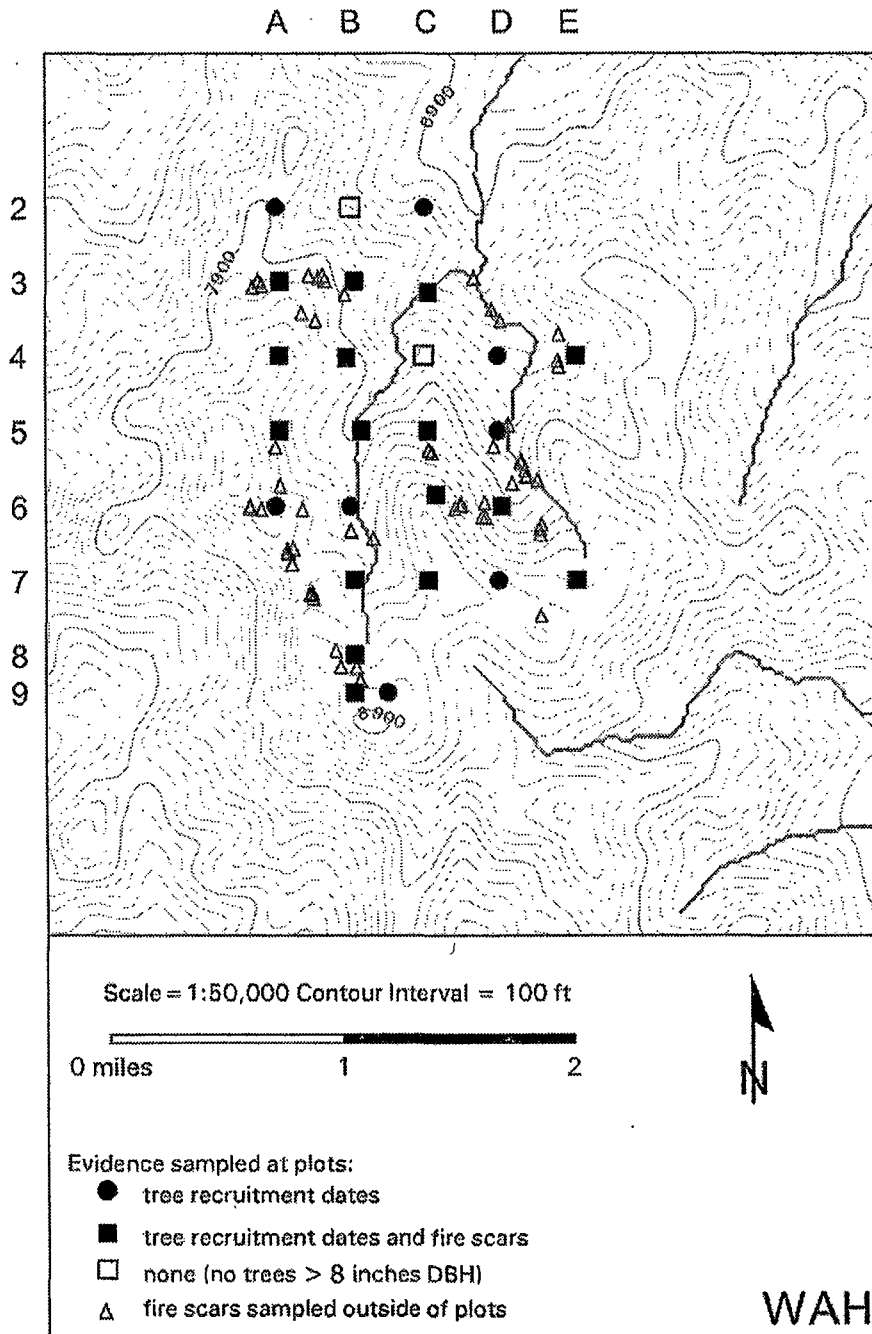 A B C D E
6900
2
7900
3
4
5
6
7
8
9
8900
Scale = 1:50,000 Contour Interval = 100 ft
0 miles 1 2
N
Evidence sampled at plots:
tree recruitment dates
tree recruitment dates and fire scars
none (no trees > 8 inches DBH)
fire scars sampled outside of plots
WAH